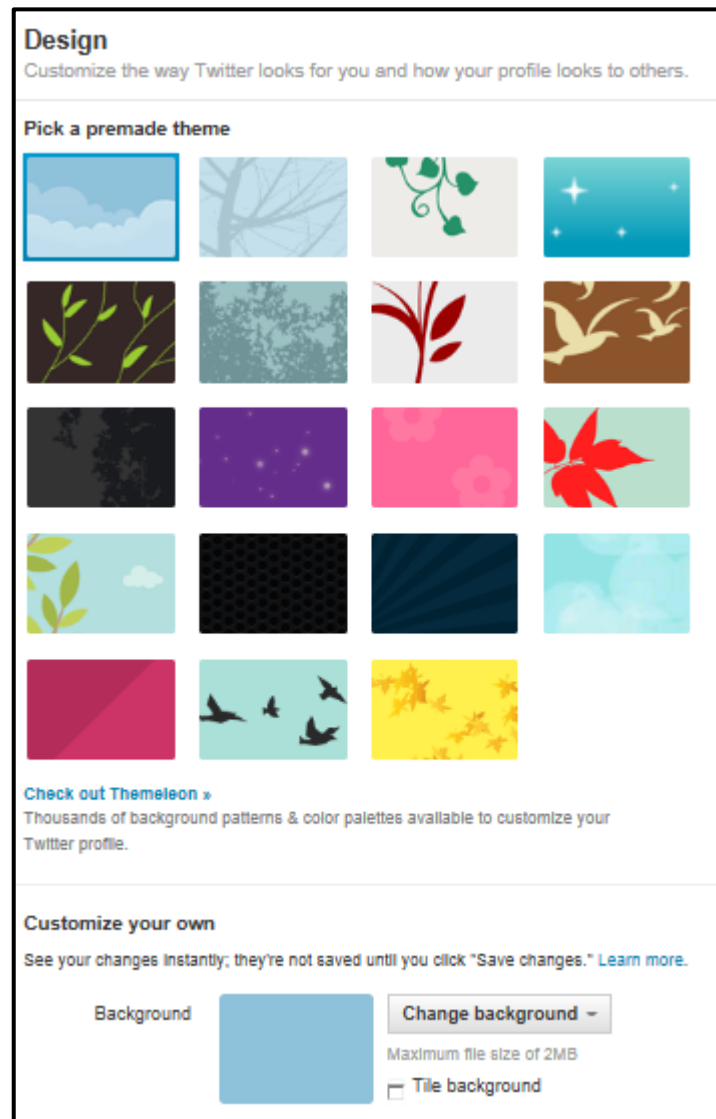 Design
Customize the way Twitter looks for you and how your profile looks to others.
Pick a premade theme
Check out Themeleon »
Thousands of background patterns & color palettes available to customize your
Twitter profile.
Customize your own
See your changes instantly; they're not saved until you click "Save changes." Learn more.
Background
Change background
Maximum file size of 2MB
Tile background